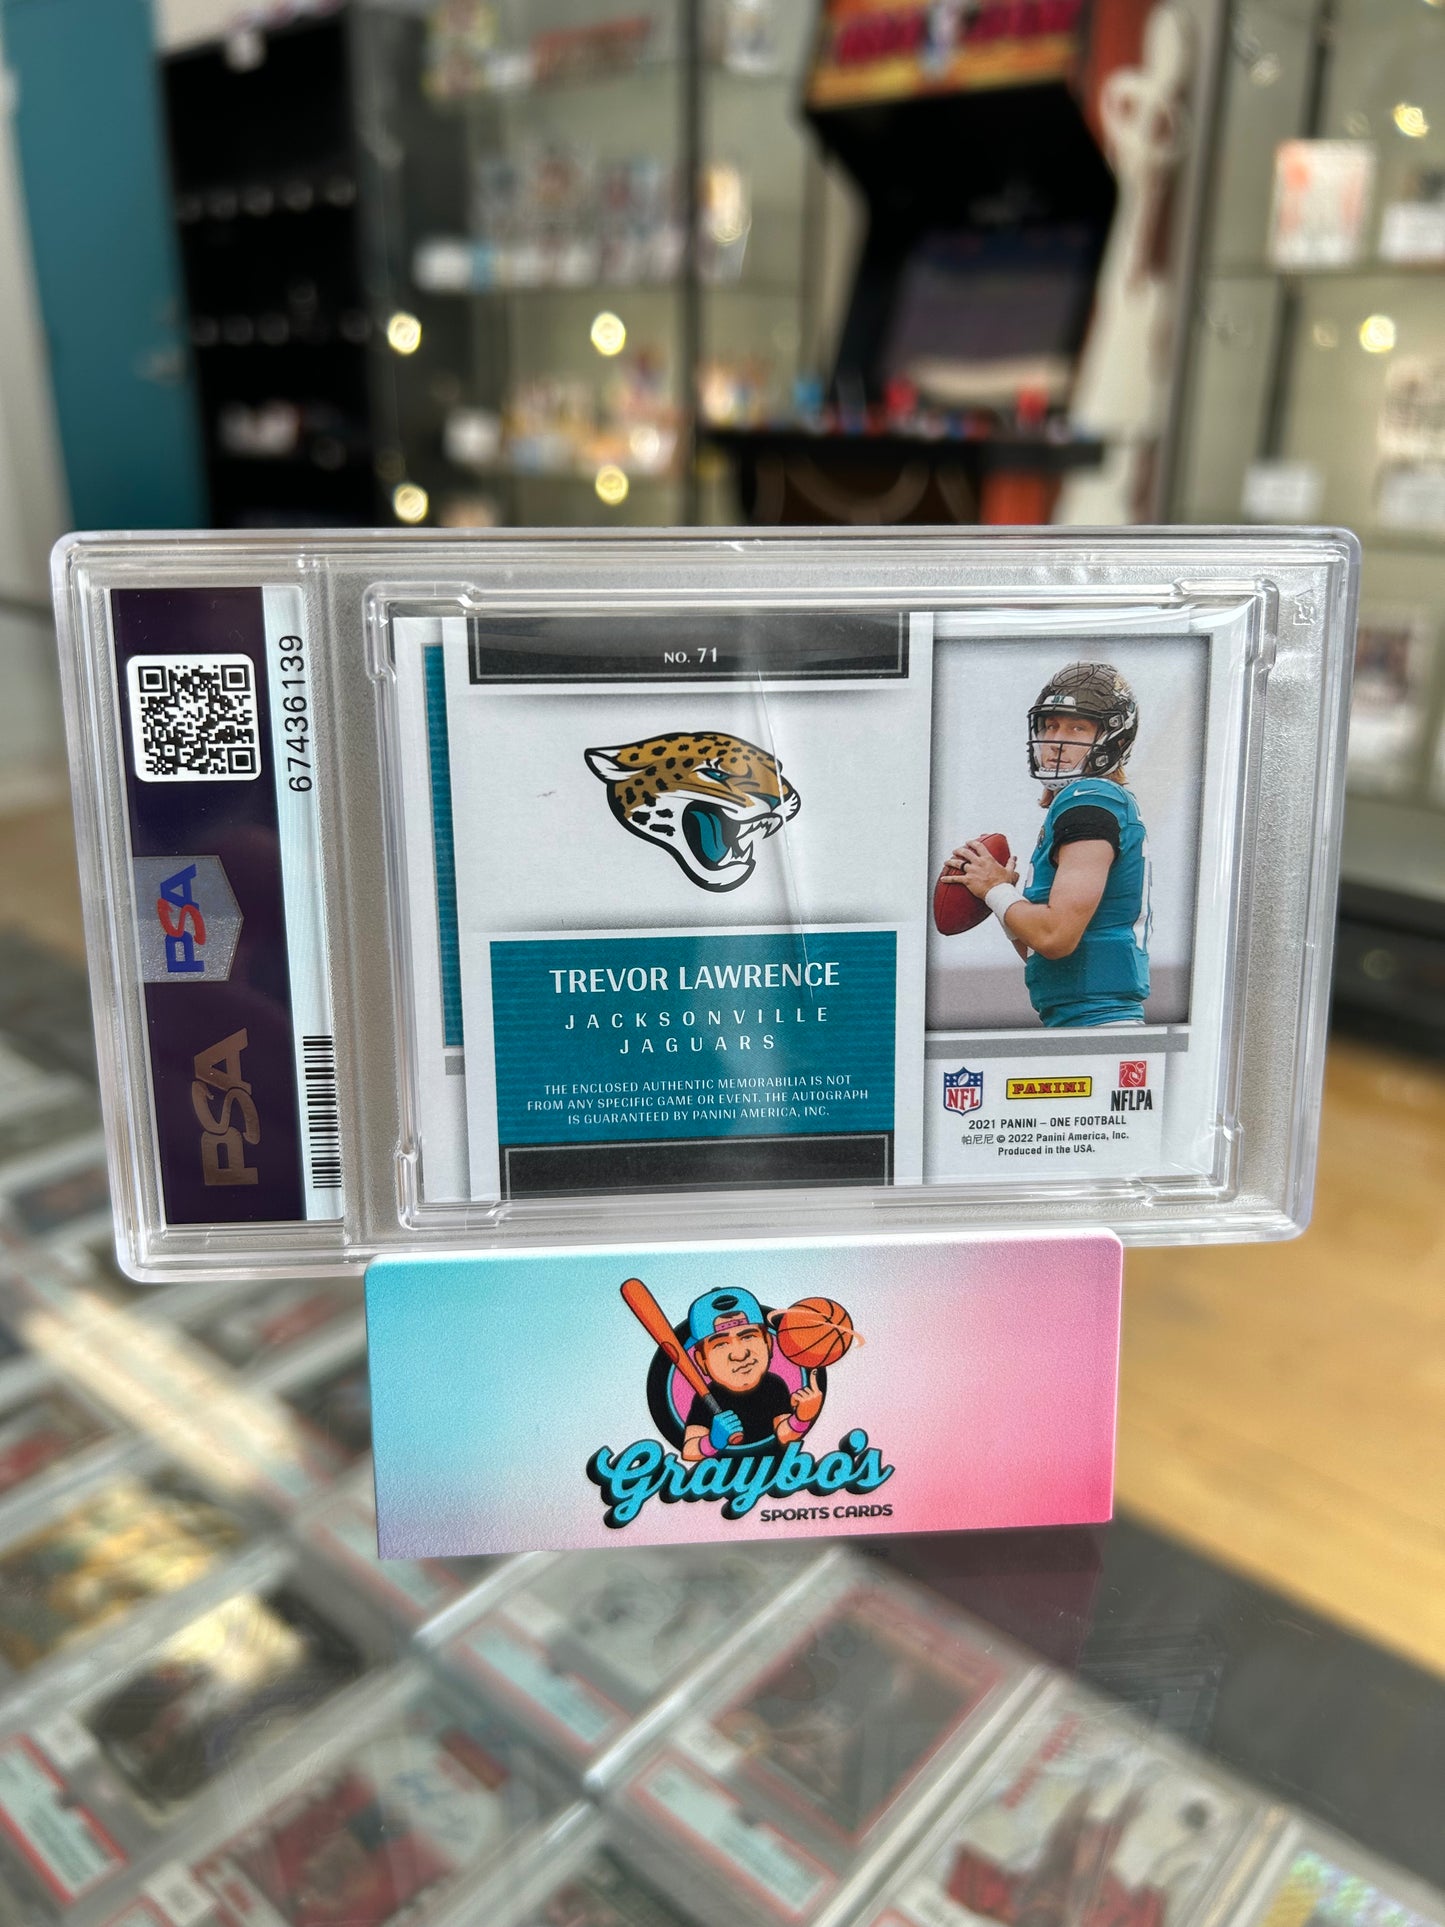 67436139
PSA
PSA
NO. 71
TREVOR LAWRENCE
JACKSONVILLE
JAGUARS
THE ENCLOSED AUTHENTIC MEMORABILIA IS NOT
FROM ANY SPECIFIC GAME OR EVENT. THE AUTOGRAPH
IS GUARANTEED BY PANINI AMERICA, INC.
NFL
PANINI
NFLPA
2021 PANINI – ONE FOOTBALL
帕尼尼 © 2022 Panini America, Inc.
Produced in the USA.
Graybo's
SPORTS CARDS